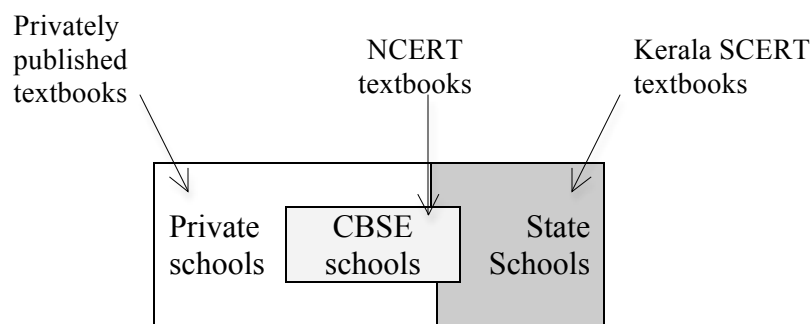 Privately
published
textbooks
NCERT
textbooks
Kerala SCERT
textbooks
Private
schools
CBSE
schools
State
Schools